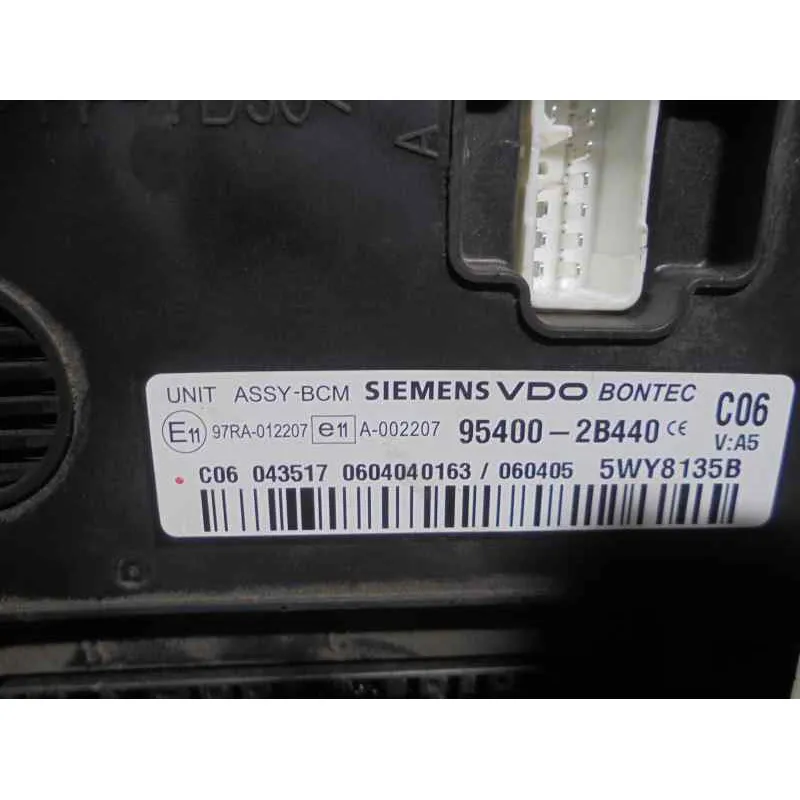 A
UNIT ASSY-BCM SIEMENS VDO BONTEC C06
E11 97RA-012207 e11 A-002207 95400-2B440 CE V:A5
C06 043517 0604040163 / 060405 5WY8135B